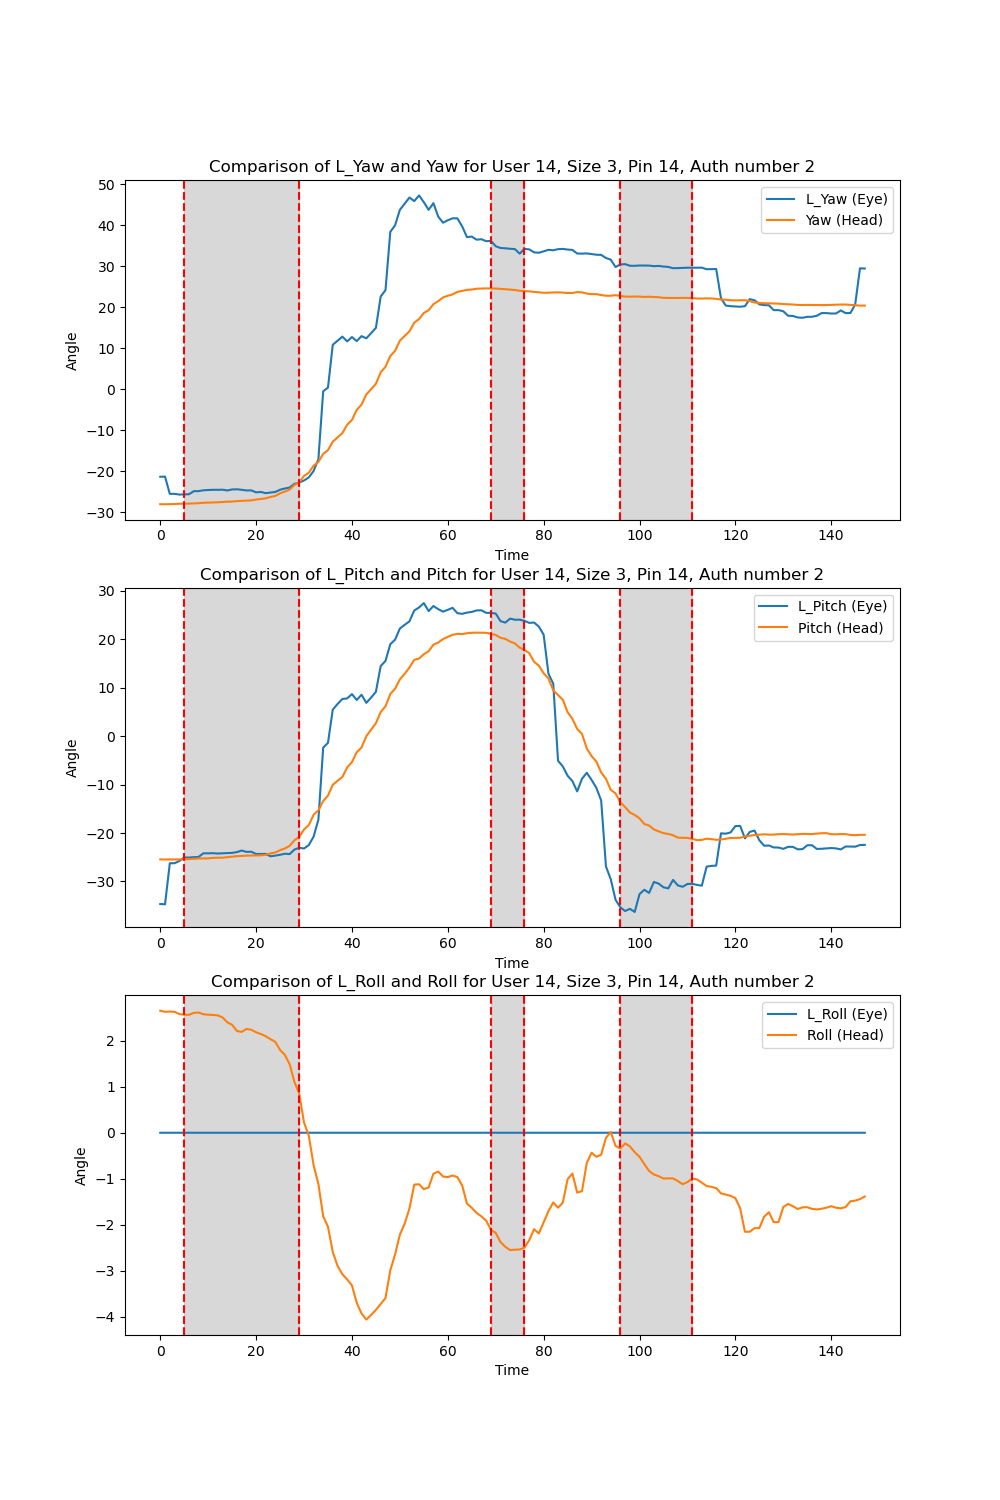 Comparison of L_Yaw and Yaw for User 14, Size 3, Pin 14, Auth number 2
50
40
30
20
10
0
−10
−20
−30
Angle
L_Yaw (Eye)
Yaw (Head)
0 20 40 60 80 100 120 140
Time
Comparison of L_Pitch and Pitch for User 14, Size 3, Pin 14, Auth number 2
30
20
10
0
−10
−20
−30
Angle
L_Pitch (Eye)
Pitch (Head)
0 20 40 60 80 100 120 140
Time
Comparison of L_Roll and Roll for User 14, Size 3, Pin 14, Auth number 2
2
1
0
−1
−2
−3
−4
Angle
L_Roll (Eye)
Roll (Head)
0 20 40 60 80 100 120 140
Time